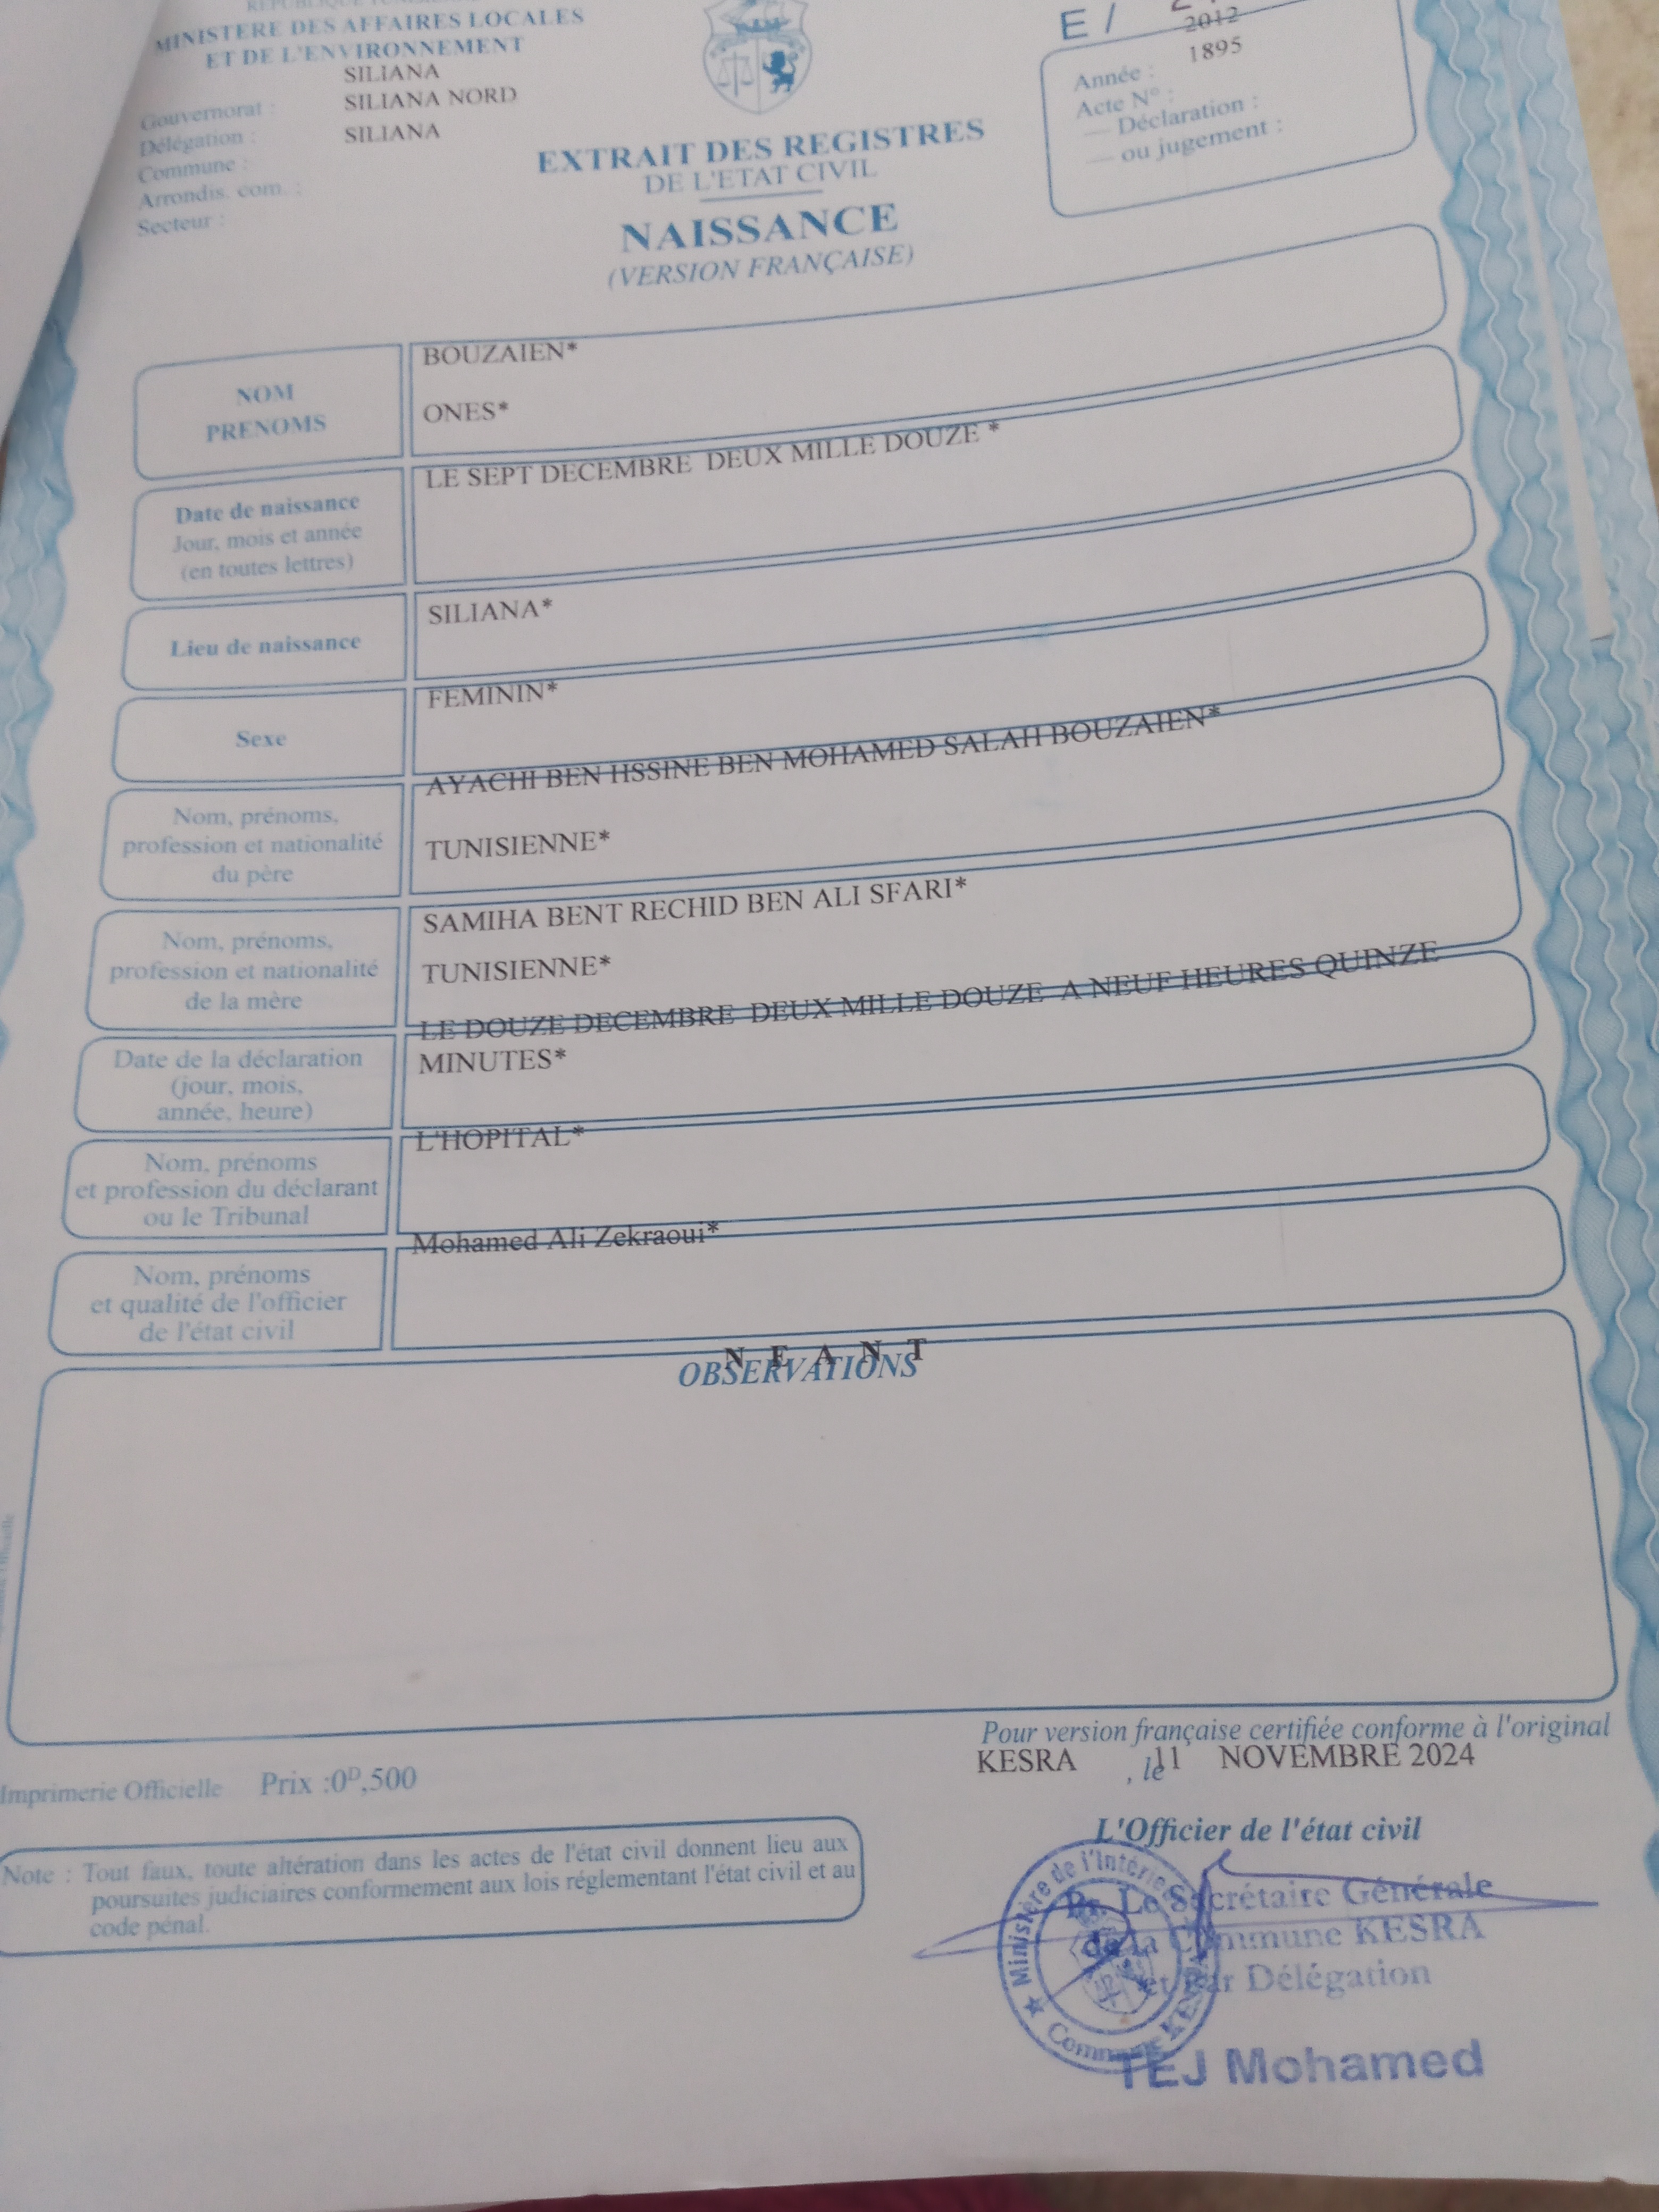 MINISTERE DES AFFAIRES LOCALES
ET DE L'ENVIRONNEMENT
SILIANA
Gouvernorat : SILIANA NORD
Délégation : SILIANA
Commune :
Arrondis. com. :
Secteur :
EXTRAIT DES REGISTRES
DE L'ETAT CIVIL
NAISSANCE
(VERSION FRANÇAISE)
E /
2012
Année : 1895
Acte N° :
— Déclaration :
— ou jugement :
NOM
PRENOMS
BOUZAIEN*
ONES*
Date de naissance
Jour, mois et année
(en toutes lettres)
LE SEPT DECEMBRE DEUX MILLE DOUZE *
Lieu de naissance
SILIANA*
Sexe
FEMININ*
Nom, prénoms,
profession et nationalité
du père
AYACHI BEN HSSINE BEN MOHAMED SALAH BOUZAIEN*
TUNISIENNE*
Nom, prénoms,
profession et nationalité
de la mère
SAMIHA BENT RECHID BEN ALI SFARI*
TUNISIENNE*
Date de la déclaration
(jour, mois,
année, heure)
LE DOUZE DECEMBRE DEUX MILLE DOUZE A NEUF HEURES QUINZE
MINUTES*
Nom, prénoms
et profession du déclarant
ou le Tribunal
L'HOPITAL*
Nom, prénoms
et qualité de l'officier
de l'état civil
Mohamed Ali Zekraoui*
N E A N T
OBSERVATIONS
Pour version française certifiée conforme à l'original
KESRA , le 11 NOVEMBRE 2024
Imprimerie Officielle Prix :0ᴰ,500
L'Officier de l'état civil
Note : Tout faux, toute altération dans les actes de l'état civil donnent lieu aux
poursuites judiciaires conformement aux lois réglementant l'état civil et au
code pénal.
Ministère de l'Intérieur
Commune KESRA
Pr. Le Secrétaire Générale
de la Commune KESRA
et Par Délégation
TEJ Mohamed